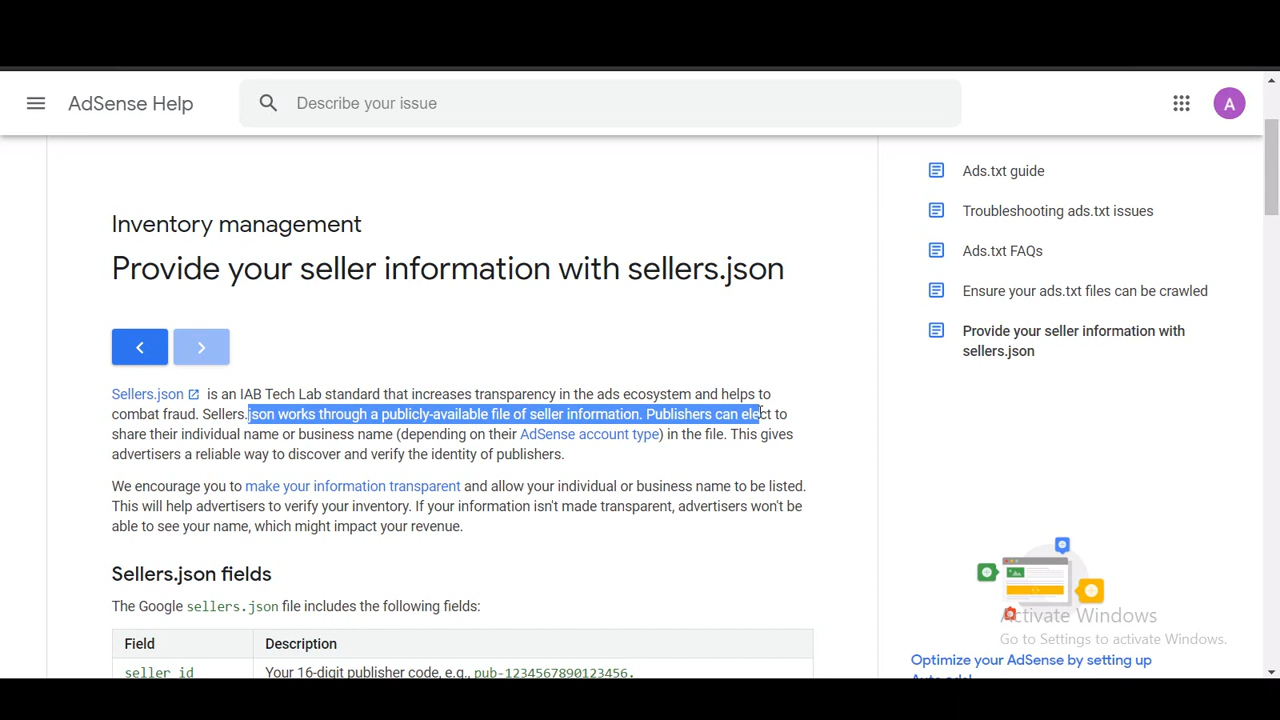 AdSense Help
Describe your issue
A
Inventory management
Provide your seller information with sellers.json
Sellers.json is an IAB Tech Lab standard that increases transparency in the ads ecosystem and helps to
combat fraud. Sellers.json works through a publicly-available file of seller information. Publishers can elect to
share their individual name or business name (depending on their AdSense account type) in the file. This gives
advertisers a reliable way to discover and verify the identity of publishers.
We encourage you to make your information transparent and allow your individual or business name to be listed.
This will help advertisers to verify your inventory. If your information isn't made transparent, advertisers won't be
able to see your name, which might impact your revenue.
Sellers.json fields
The Google sellers.json file includes the following fields:
Field Description
seller_id Your 16-digit publisher code, e.g., pub-1234567890123456.
Ads.txt guide
Troubleshooting ads.txt issues
Ads.txt FAQs
Ensure your ads.txt files can be crawled
Provide your seller information with
sellers.json
Activate Windows
Go to Settings to activate Windows.
Optimize your AdSense by setting up
Auto ads!